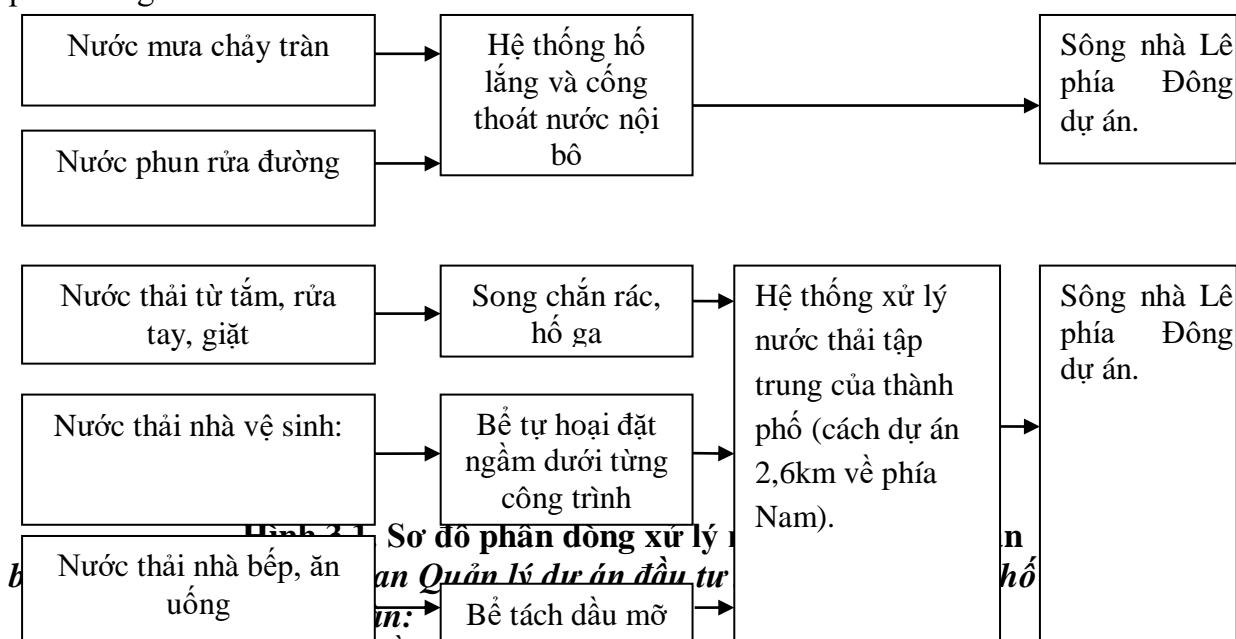 Nước mưa chảy tràn
Hệ thống hố
lắng và cống
thoát nước nội
bô
Sông nhà Lê
phía Đông
dự án.
Nước phun rửa đường
Nước thải từ tắm, rửa
tay, giặt
Song chắn rác,
hố ga
Hệ thống xử lý
nước thải tập
trung của thành
phố (cách dự án
2,6km về phía
Nam).
Sông nhà Lê
phía Đông
dự án.
Nước thải nhà vệ sinh:
Bể tự hoại đặt
ngầm dưới từng
công trình
Sơ đồ phân dòng xử lý
Nước thải nhà bếp, ăn
uống
Quản lý dự án đầu tư
Bể tách dầu mỡ